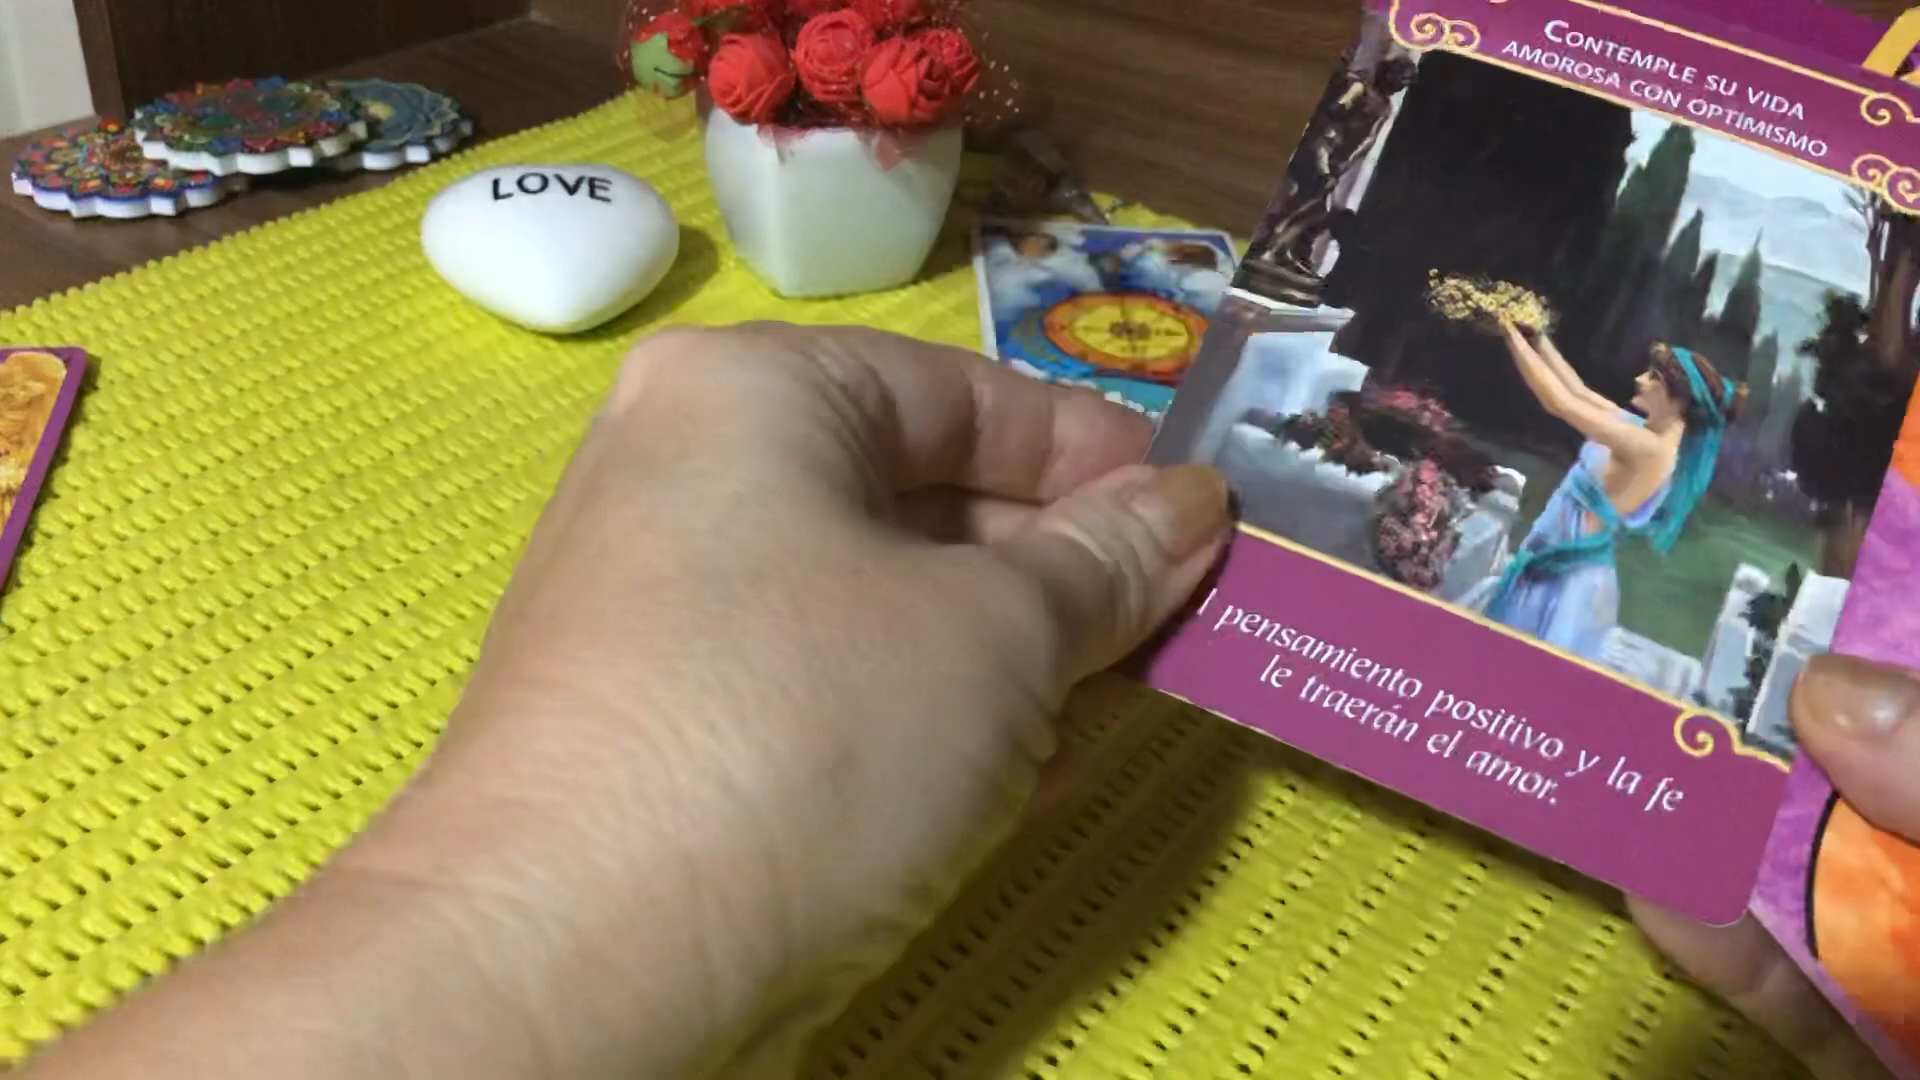 LOVE
CONTEMPLE SU VIDA
AMOROSA CON OPTIMISMO
l pensamiento positivo y la fe
le traerán el amor.